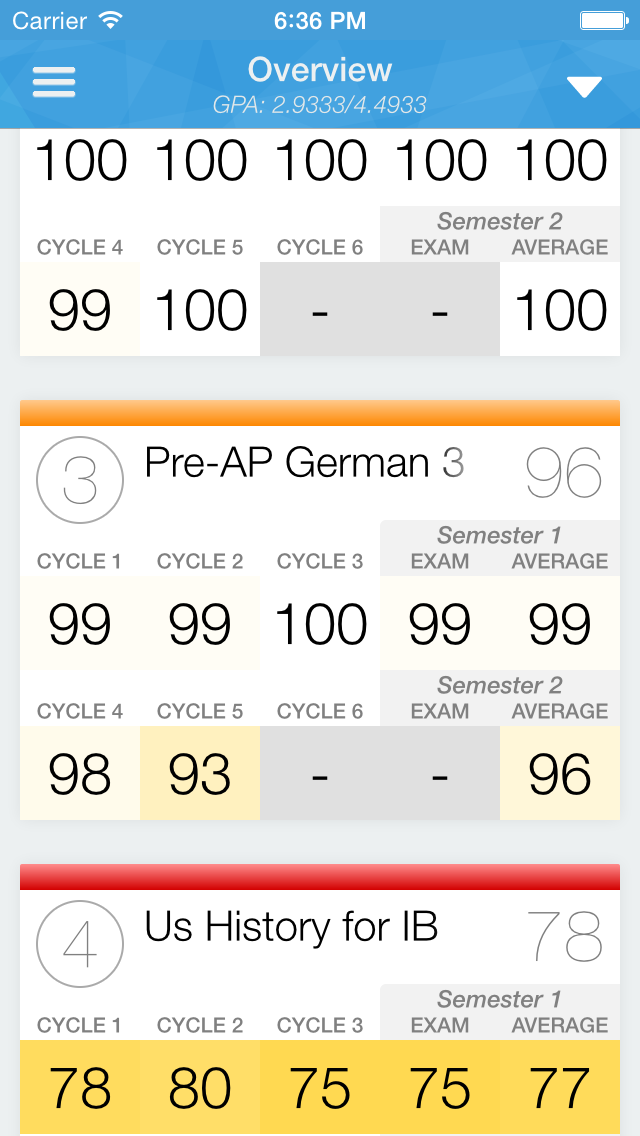 Carrier 6:36 PM
Overview
GPA: 2.9333/4.4933
100 100 100 100 100
Semester 2
CYCLE 4 CYCLE 5 CYCLE 6 EXAM AVERAGE
99 100 - - 100
3 Pre-AP German 3 96
Semester 1
CYCLE 1 CYCLE 2 CYCLE 3 EXAM AVERAGE
99 99 100 99 99
Semester 2
CYCLE 4 CYCLE 5 CYCLE 6 EXAM AVERAGE
98 93 - - 96
4 Us History for IB 78
Semester 1
CYCLE 1 CYCLE 2 CYCLE 3 EXAM AVERAGE
78 80 75 75 77